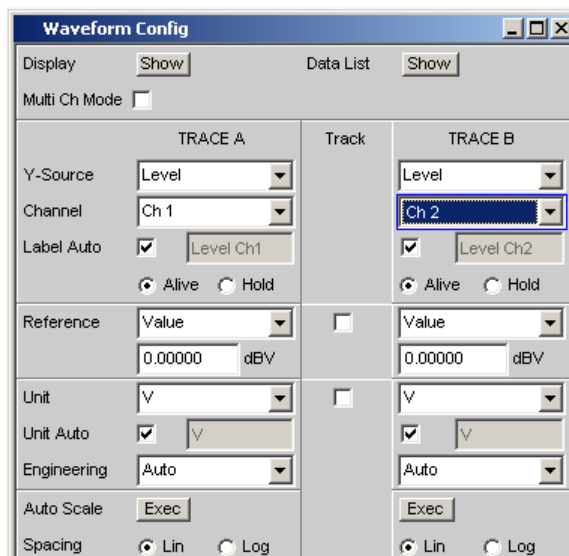 Waveform Config
Display Show Data List Show
Multi Ch Mode
TRACE A Track TRACE B
Y-Source Level Level
Channel Ch 1 Ch 2
Label Auto Level Ch1 Level Ch2
Alive Hold Alive Hold
Reference Value Value
0.00000 dBV 0.00000 dBV
Unit V V
Unit Auto V V
Engineering Auto Auto
Auto Scale Exec Exec
Spacing Lin Log Lin Log